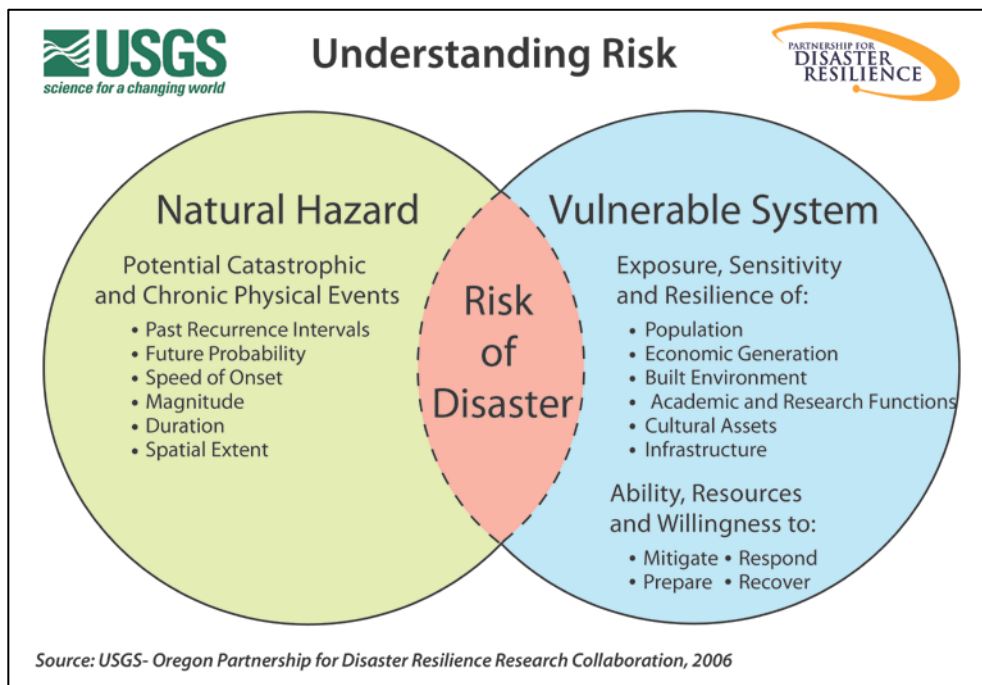 USGS
science for a changing world
Understanding Risk
PARTNERSHIP FOR
DISASTER
RESILIENCE
Natural Hazard
Potential Catastrophic
and Chronic Physical Events
• Past Recurrence Intervals
• Future Probability
• Speed of Onset
• Magnitude
• Duration
• Spatial Extent
Risk
of
Disaster
Vulnerable System
Exposure, Sensitivity
and Resilience of:
• Population
• Economic Generation
• Built Environment
• Academic and Research Functions
• Cultural Assets
• Infrastructure
Ability, Resources
and Willingness to:
• Mitigate • Respond
• Prepare • Recover
Source: USGS- Oregon Partnership for Disaster Resilience Research Collaboration, 2006